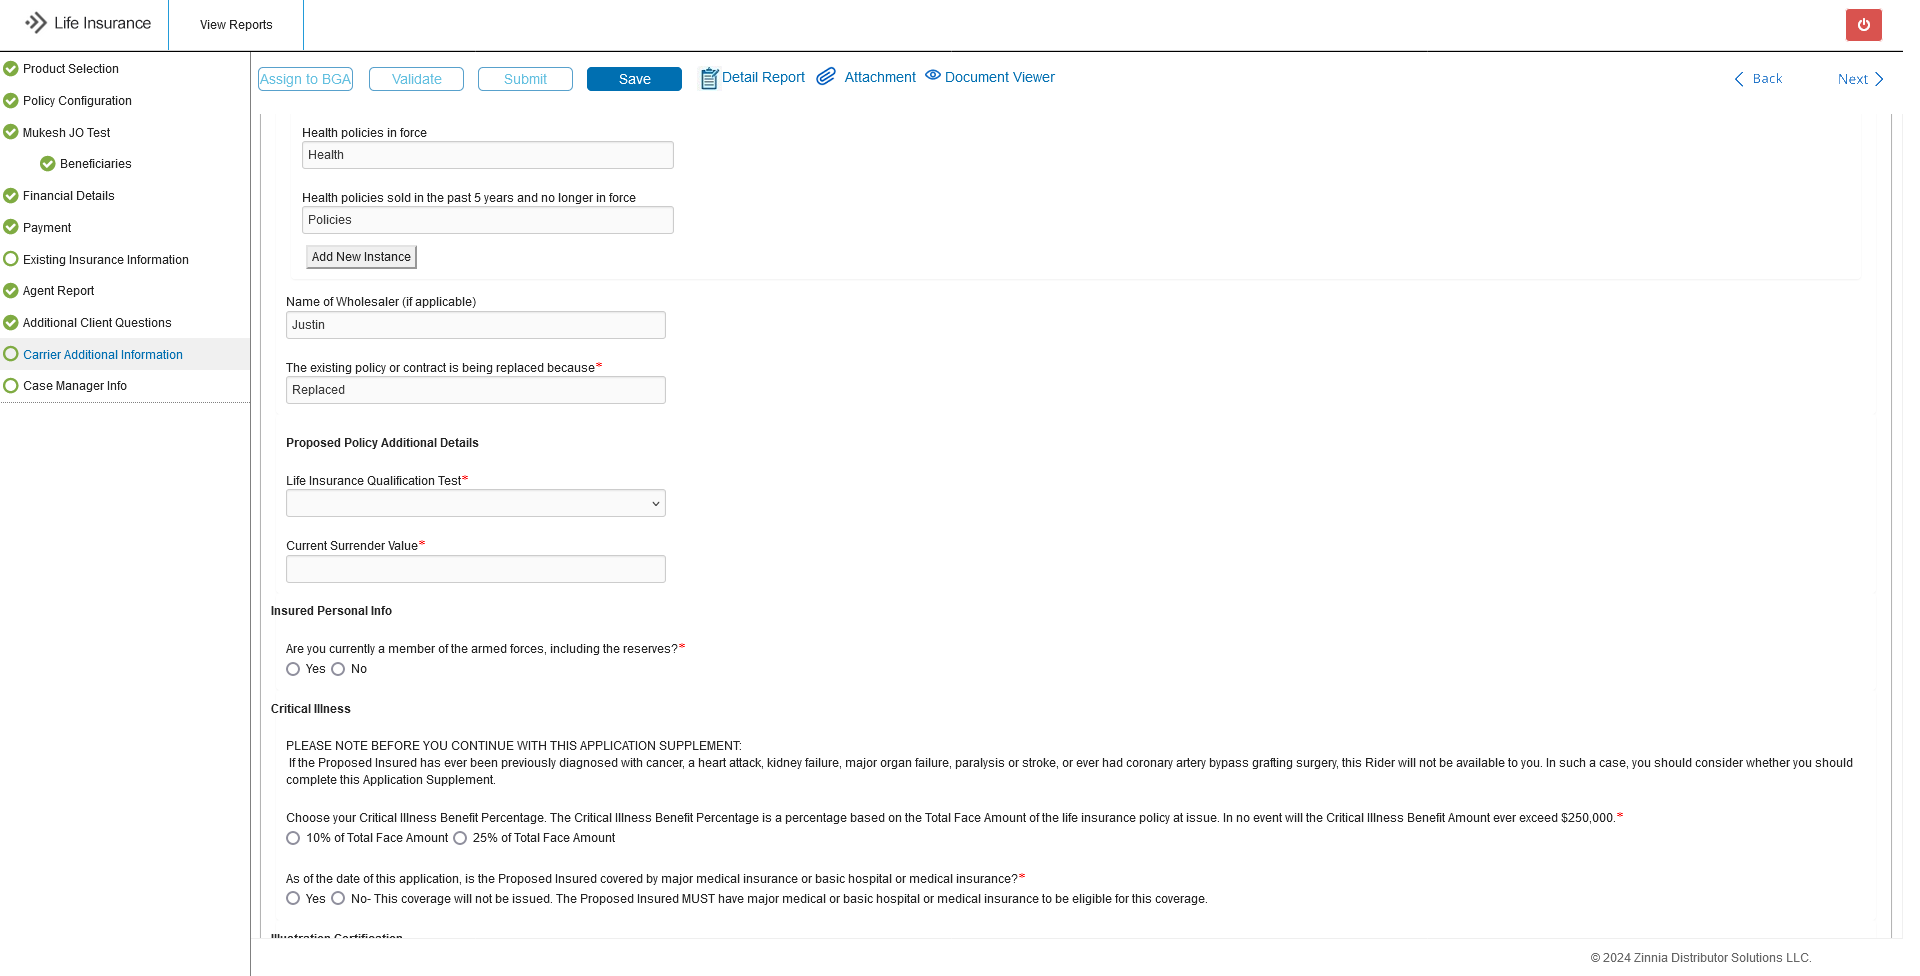 Life Insurance
View Reports
Product Selection
Policy Configuration
Mukesh JO Test
Beneficiaries
Financial Details
Payment
Existing Insurance Information
Agent Report
Additional Client Questions
Carrier Additional Information
Case Manager Info
Assign to BGA
Validate
Submit
Save
Detail Report
Attachment
Document Viewer
Back
Next
Health policies in force
Health
Health policies sold in the past 5 years and no longer in force
Policies
Add New Instance
Name of Wholesaler (if applicable)
Justin
The existing policy or contract is being replaced because*
Replaced
Proposed Policy Additional Details
Life Insurance Qualification Test*
Current Surrender Value*
Insured Personal Info
Are you currently a member of the armed forces, including the reserves?*
Yes No
Critical Illness
PLEASE NOTE BEFORE YOU CONTINUE WITH THIS APPLICATION SUPPLEMENT:
If the Proposed Insured has ever been previously diagnosed with cancer, a heart attack, kidney failure, major organ failure, paralysis or stroke, or ever had coronary artery bypass grafting surgery, this Rider will not be available to you. In such a case, you should consider whether you should
complete this Application Supplement.
Choose your Critical Illness Benefit Percentage. The Critical Illness Benefit Percentage is a percentage based on the Total Face Amount of the life insurance policy at issue. In no event will the Critical Illness Benefit Amount ever exceed $250,000.*
10% of Total Face Amount 25% of Total Face Amount
As of the date of this application, is the Proposed Insured covered by major medical insurance or basic hospital or medical insurance?*
Yes No- This coverage will not be issued. The Proposed Insured MUST have major medical or basic hospital or medical insurance to be eligible for this coverage.
Illustration Certification
© 2024 Zinnia Distributor Solutions LLC.